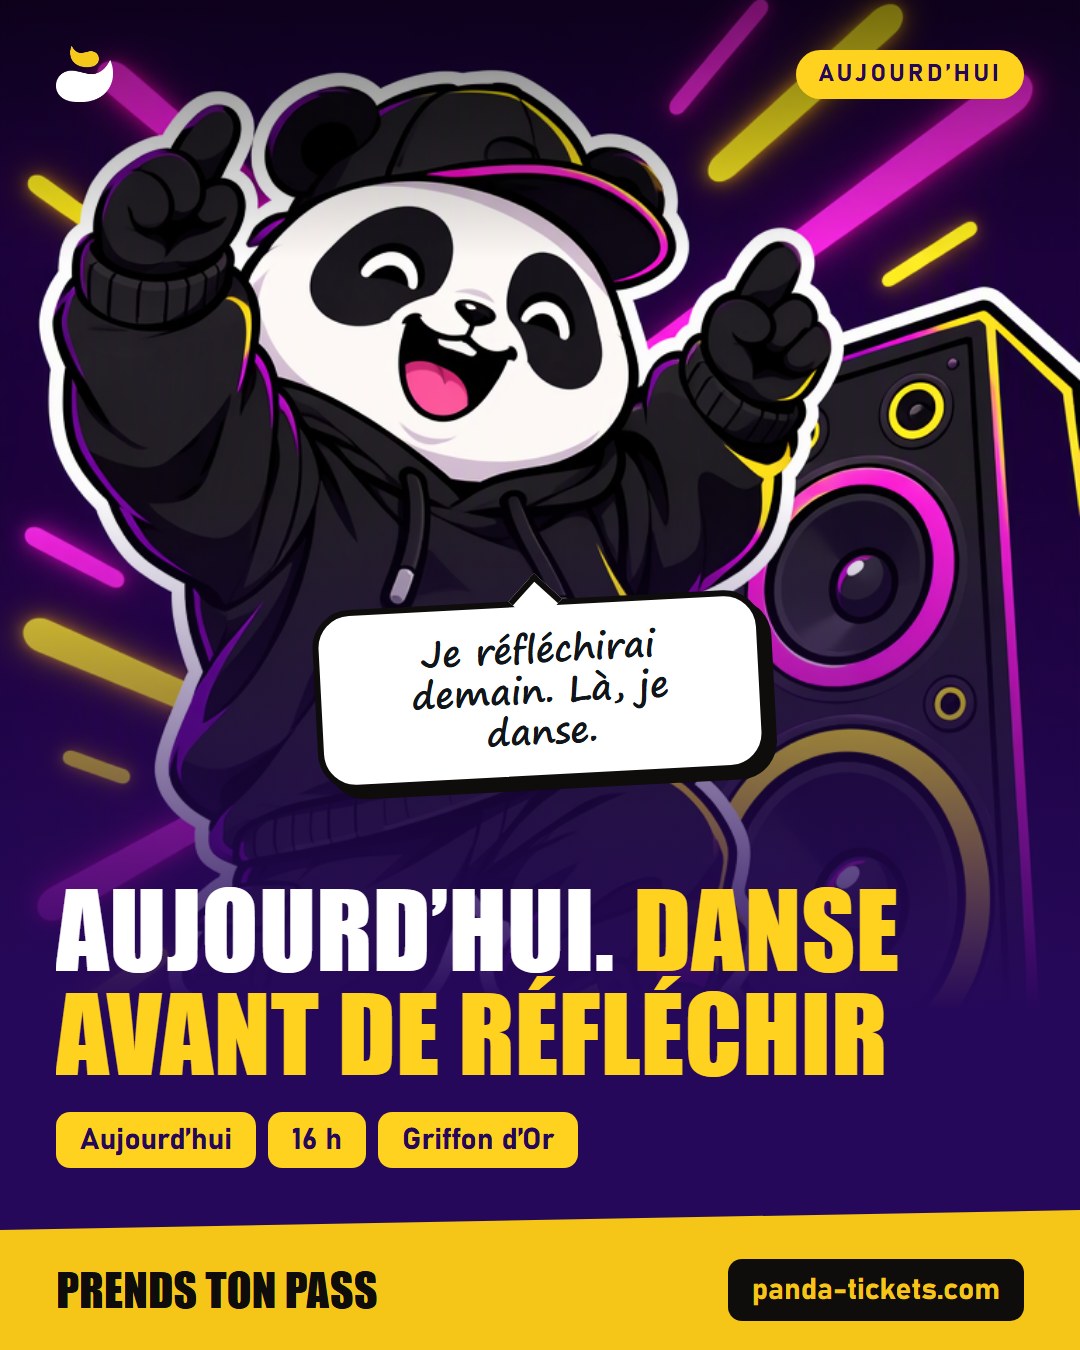 AUJOURD’HUI
Je réfléchirai
demain. Là, je
danse.
AUJOURD’HUI. DANSE
AVANT DE RÉFLÉCHIR
Aujourd’hui
16 h
Griffon d’Or
PRENDS TON PASS
panda-tickets.com